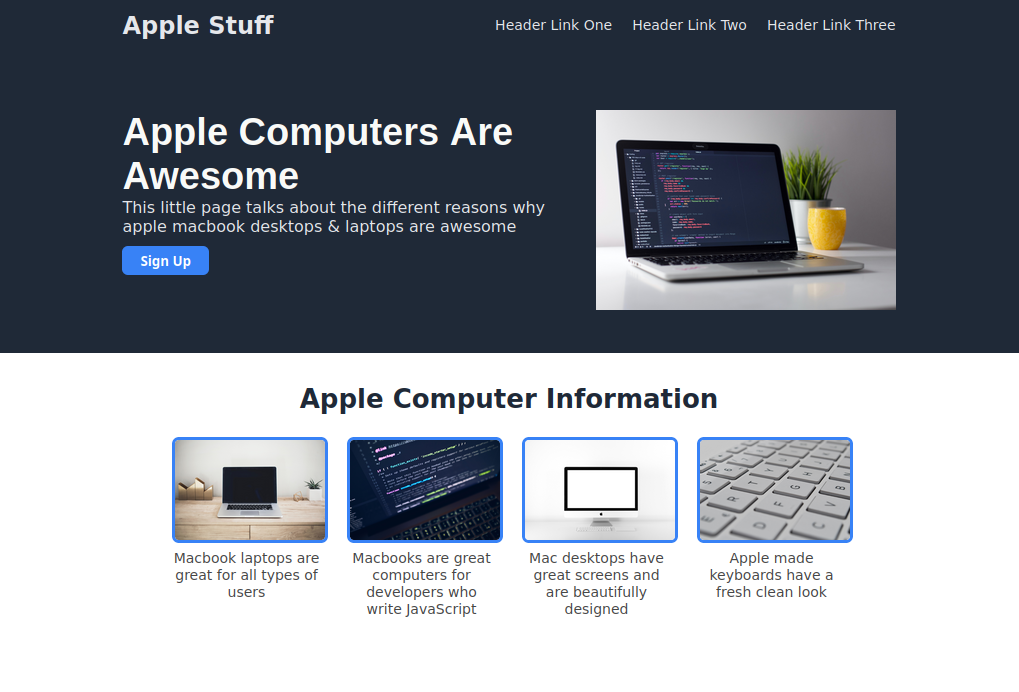 Apple Stuff
Header Link One Header Link Two Header Link Three
Apple Computers Are
Awesome
This little page talks about the different reasons why
apple macbook desktops & laptops are awesome
Sign Up
Apple Computer Information
Macbook laptops are
great for all types of
users
Macbooks are great
computers for
developers who
write JavaScript
Mac desktops have
great screens and
are beautifully
designed
Apple made
keyboards have a
fresh clean look